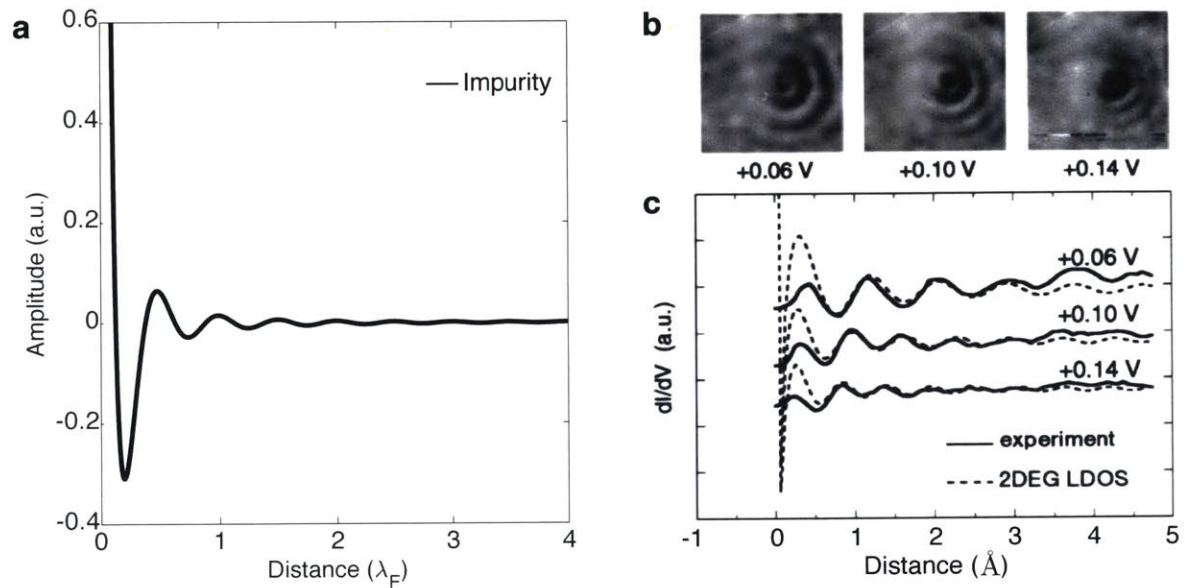 a
0.6
0.4
0.2
0
-0.2
-0.4
0
1
2
3
4
Amplitude (a.u.)
Distance (λ_F)
Impurity
b
+0.06 V
+0.10 V
+0.14 V
c
+0.06 V
+0.10 V
+0.14 V
experiment
2DEG LDOS
dI/dV (a.u.)
-1
0
1
2
3
4
5
Distance (Å)